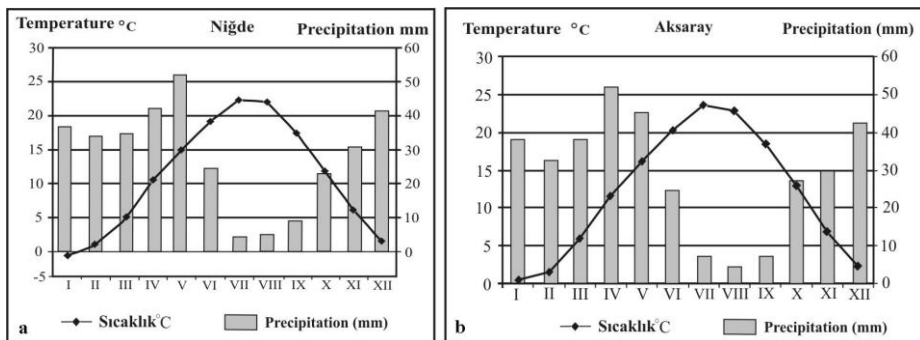 Temperature °C Niğde Precipitation mm
30 60
25 50
20 40
15 30
10 20
5 10
0 0
-5
I II III IV V VI VII VIII IX X XI XII
a Sıcaklık°C Precipitation (mm)
Temperature °C Aksaray Precipitation (mm)
30 60
25 50
20 40
15 30
10 20
5 10
0 0
I II III IV V VI VII VIII IX X XI XII
b Sıcaklık°C Precipitation (mm)